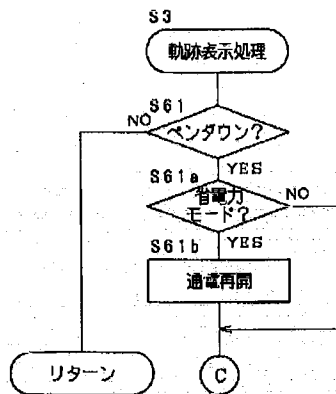 S3
軌跡表示処理
S61
NO
ペンダウン?
YES
S61a
省電力
モード?
NO
S61b
YES
通電再開
リターン
C